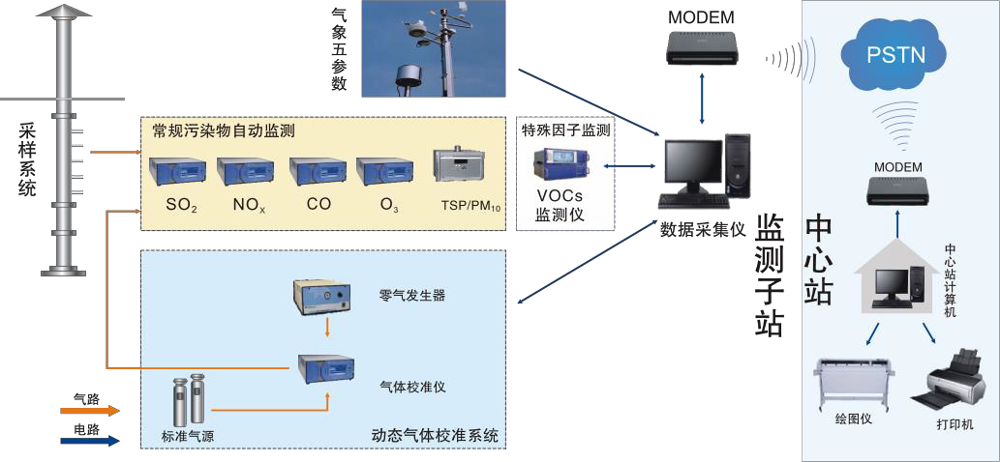 采样系统
气象五参数
MODEM
PSTN
常规污染物自动监测
SO₂
NOₓ
CO
O₃
TSP/PM₁₀
特殊因子监测
VOCs
监测仪
数据采集仪
监测子站
中心站
MODEM
中心站计算机
绘图仪
打印机
零气发生器
气体校准仪
标准气源
动态气体校准系统
气路
电路